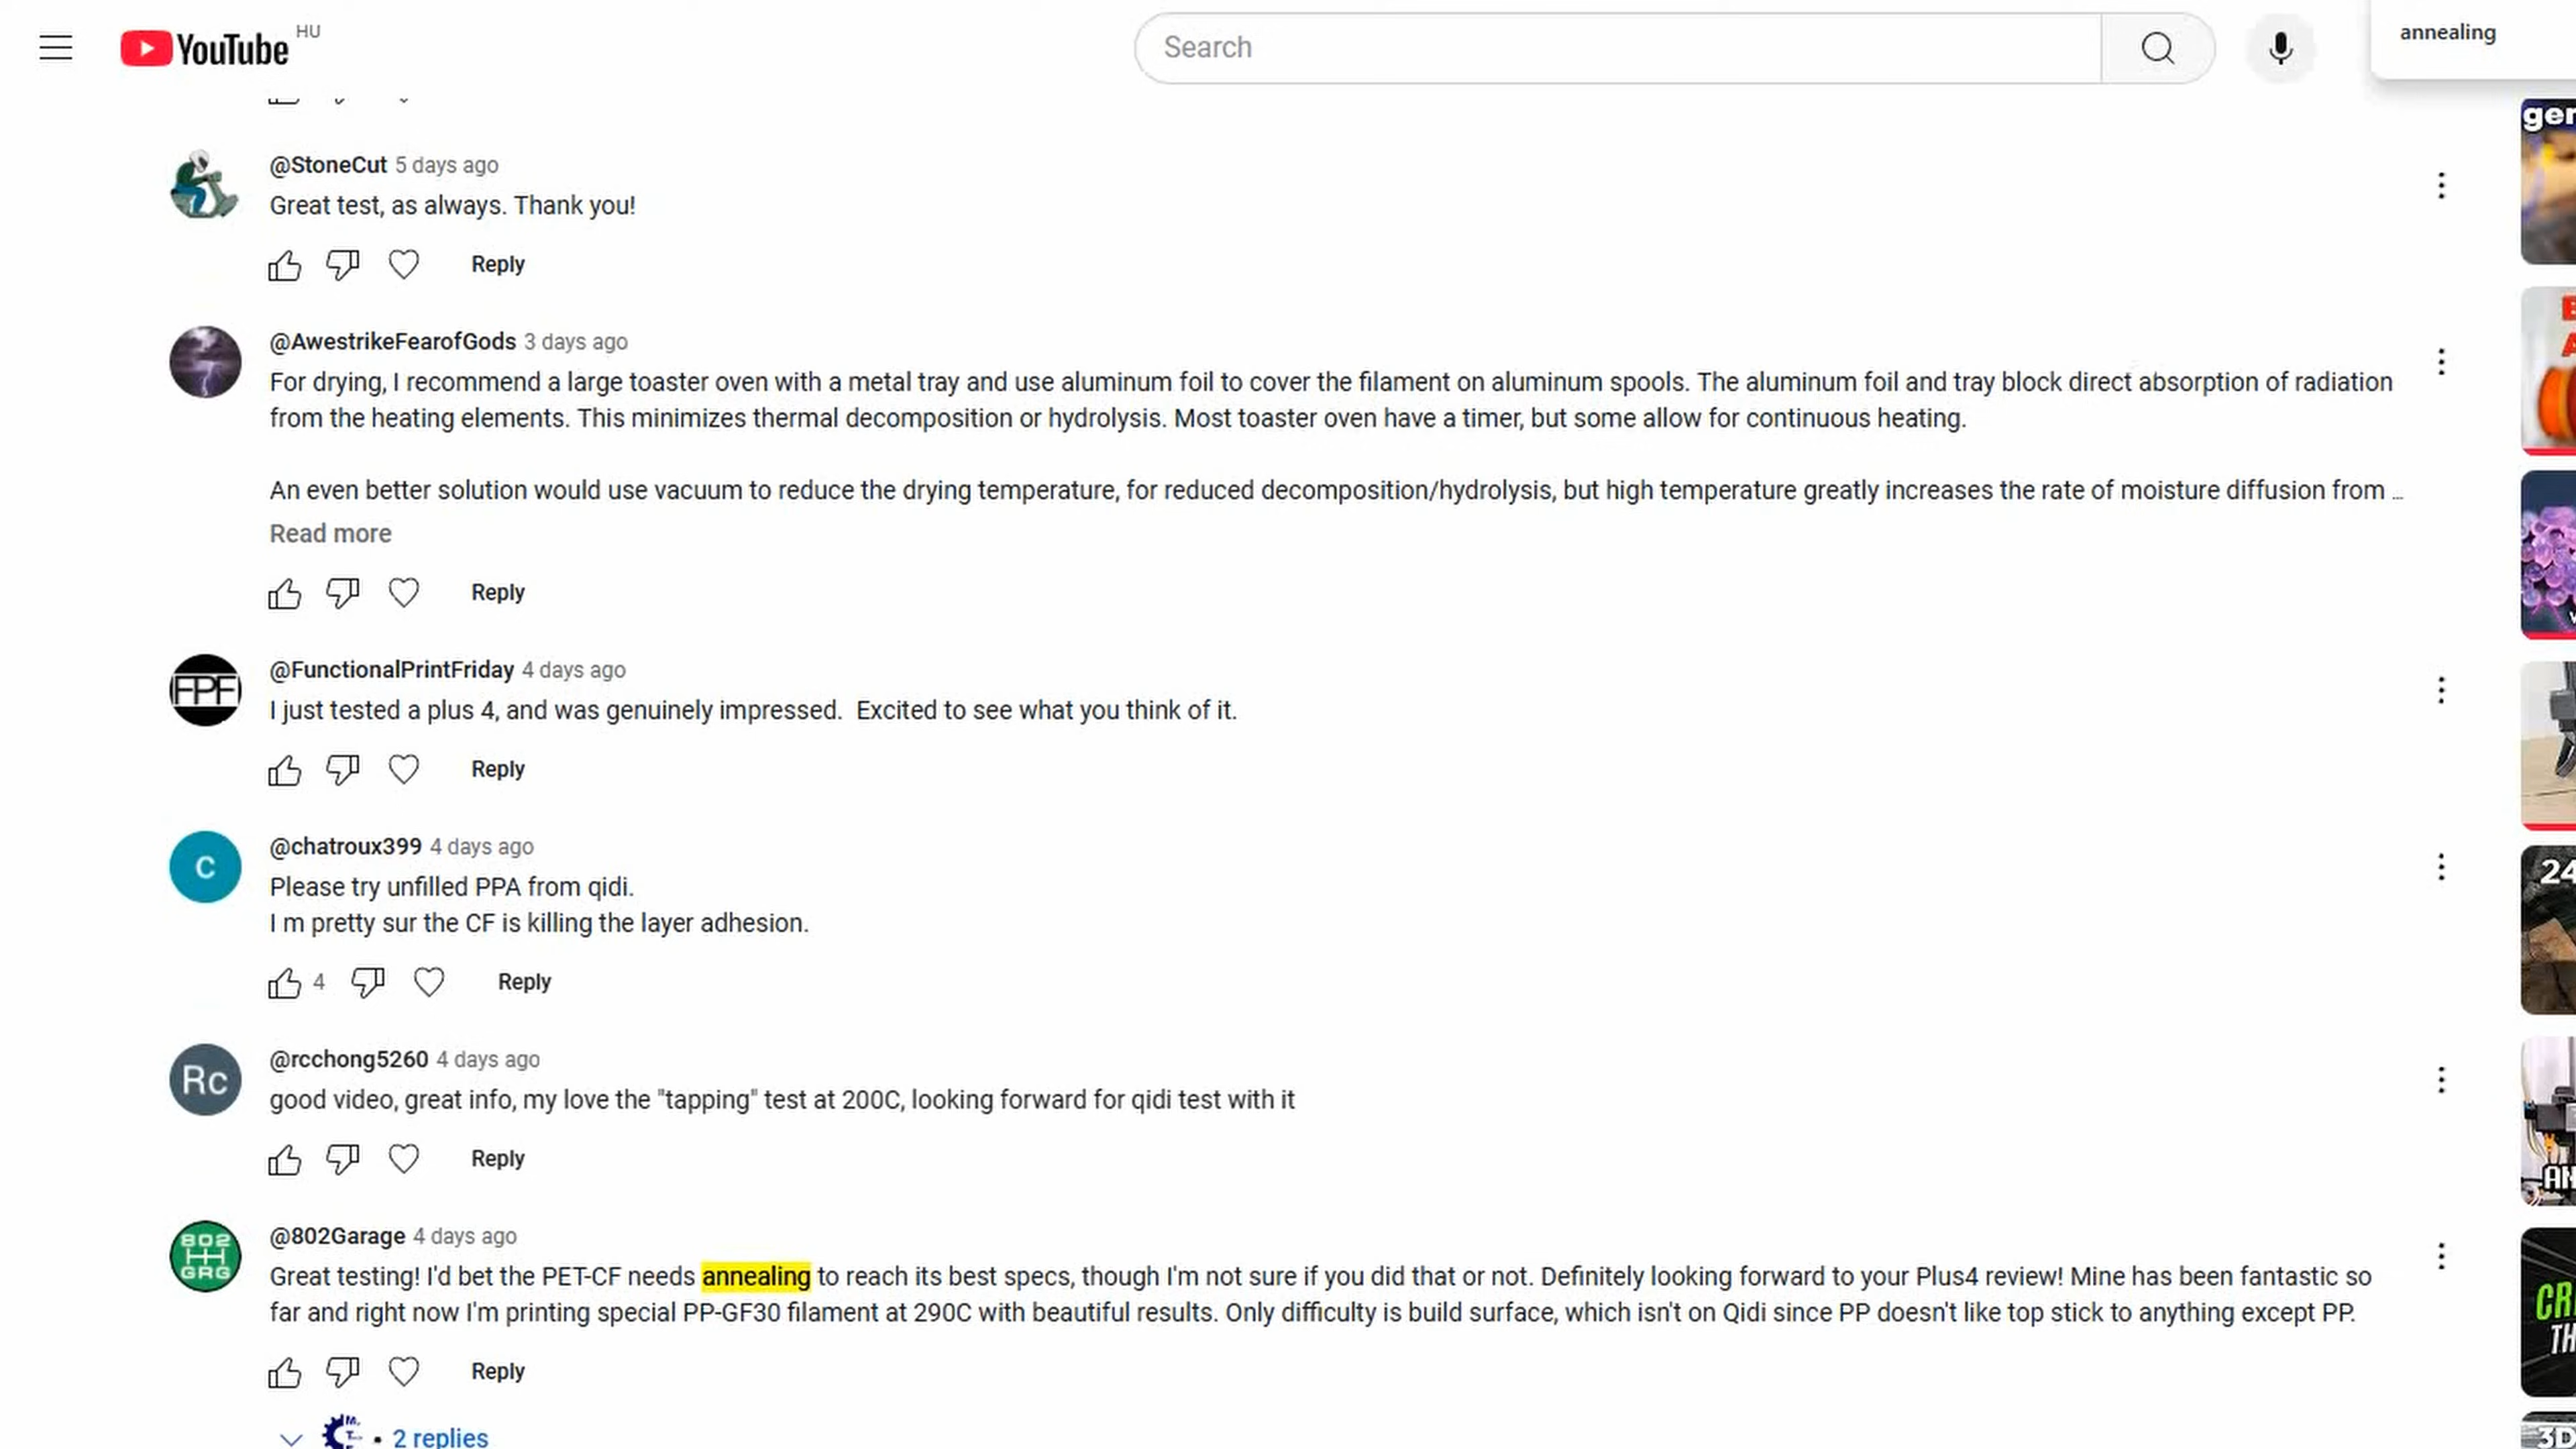 YouTube HU
Search
annealing
ger
@StoneCut 5 days ago
Great test, as always. Thank you!
Reply
@AwestrikeFearofGods 3 days ago
For drying, I recommend a large toaster oven with a metal tray and use aluminum foil to cover the filament on aluminum spools. The aluminum foil and tray block direct absorption of radiation
from the heating elements. This minimizes thermal decomposition or hydrolysis. Most toaster oven have a timer, but some allow for continuous heating.
An even better solution would use vacuum to reduce the drying temperature, for reduced decomposition/hydrolysis, but high temperature greatly increases the rate of moisture diffusion from ...
Read more
Reply
FPF
@FunctionalPrintFriday 4 days ago
I just tested a plus 4, and was genuinely impressed.  Excited to see what you think of it.
Reply
c
@chatroux399 4 days ago
Please try unfilled PPA from qidi.
I m pretty sur the CF is killing the layer adhesion.
4 Reply
24
Rc
@rcchong5260 4 days ago
good video, great info, my love the "tapping" test at 200C, looking forward for qidi test with it
Reply
AN
802
GRG
@802Garage 4 days ago
Great testing! I'd bet the PET-CF needs annealing to reach its best specs, though I'm not sure if you did that or not. Definitely looking forward to your Plus4 review! Mine has been fantastic so
far and right now I'm printing special PP-GF30 filament at 290C with beautiful results. Only difficulty is build surface, which isn't on Qidi since PP doesn't like top stick to anything except PP.
Reply
CR
TH
2 replies
3D